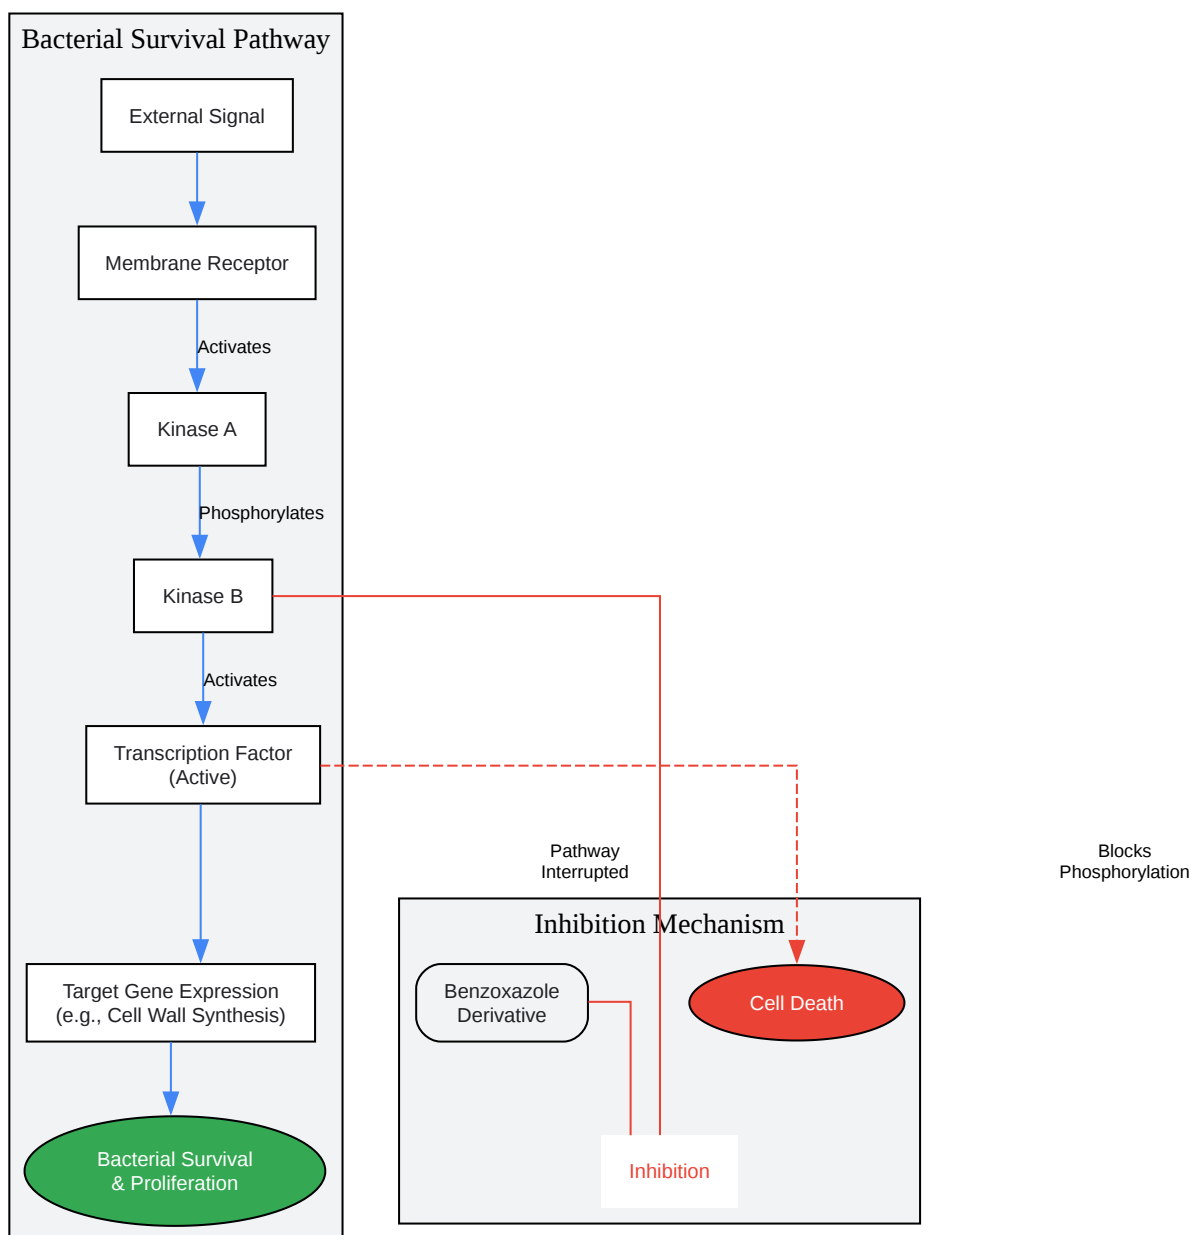 Bacterial Survival Pathway
External Signal
Membrane Receptor
Activates
Kinase A
Phosphorylates
Kinase B
Activates
Transcription Factor
(Active)
Target Gene Expression
(e.g., Cell Wall Synthesis)
Bacterial Survival
& Proliferation
Pathway
Interrupted
Blocks
Phosphorylation
Inhibition Mechanism
Benzoxazole
Derivative
Cell Death
Inhibition